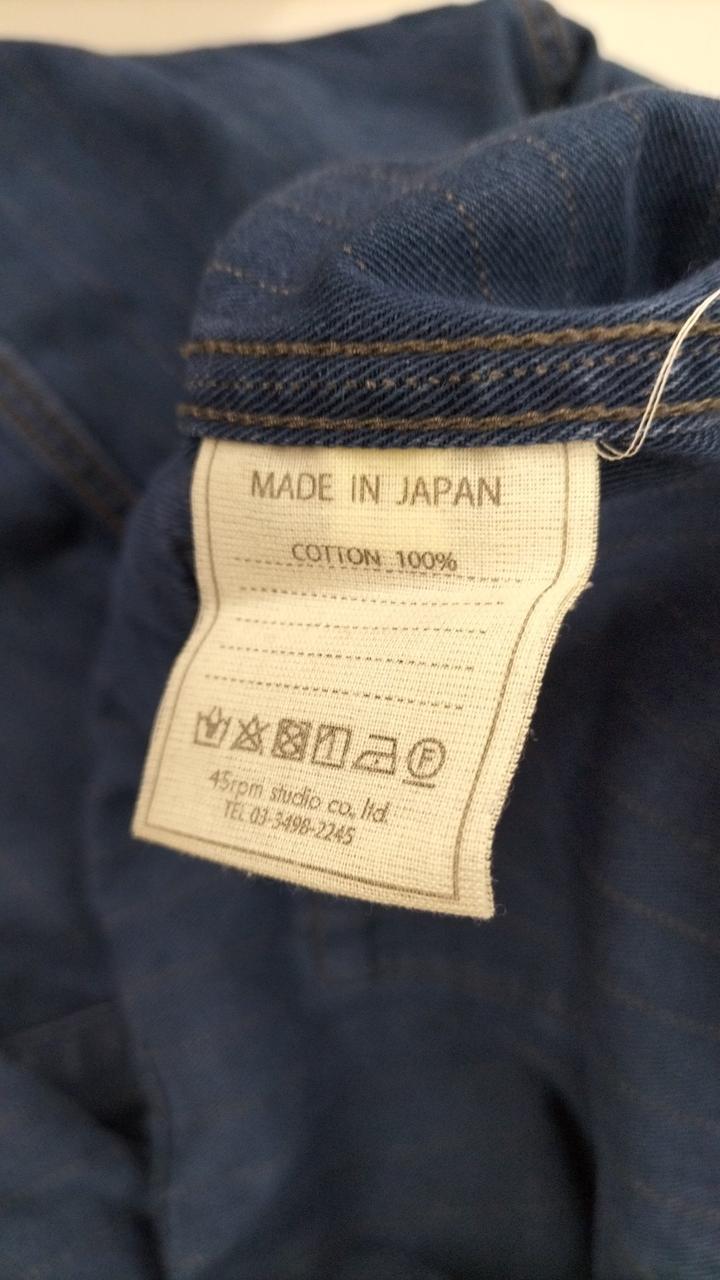 MADE IN JAPAN
COTTON 100%
F
45rpm studio co., ltd.
TEL 03-3498-2245